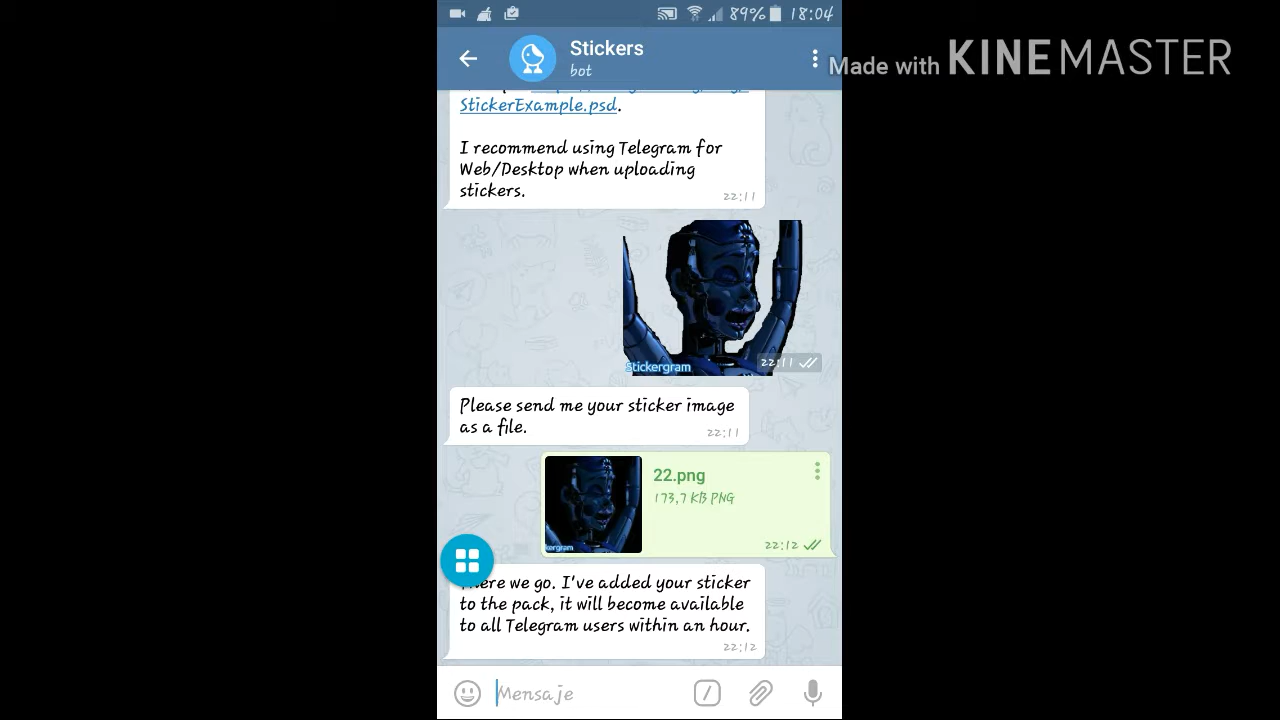 89% 18:04
Stickers
bot
Made with KINEMASTER
StickerExample.psd.
I recommend using Telegram for
Web/Desktop when uploading
stickers.
22:11
Stickergram
22:11
Please send me your sticker image
as a file.
22:11
22.png
173,7 KB PNG
kergram
22:12
here we go. I've added your sticker
to the pack, it will become available
to all Telegram users within an hour.
22:12
Mensaje